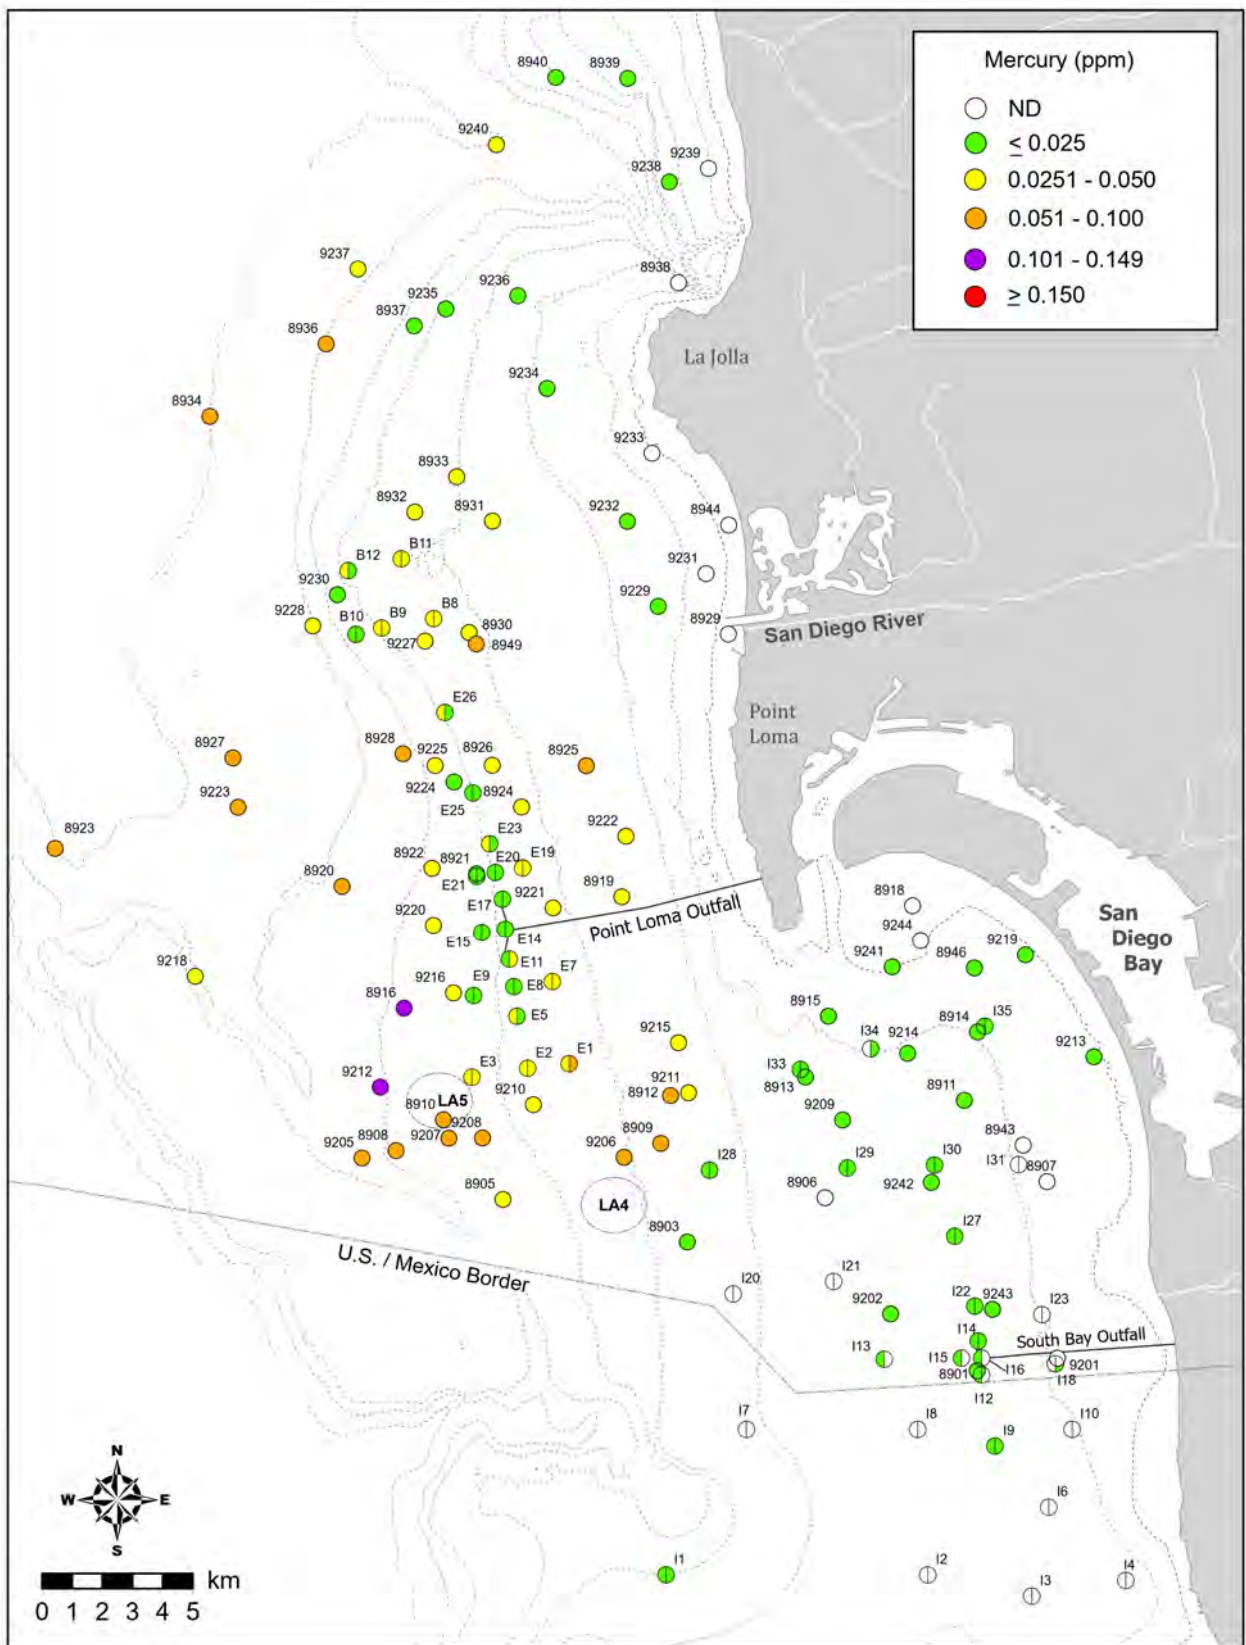 Mercury (ppm)
ND
≤ 0.025
0.0251 - 0.050
0.051 - 0.100
0.101 - 0.149
≥ 0.150
8940
8939
9240
9239
9238
9237
8938
9236
9235
8937
8936
La Jolla
9234
8934
9233
8933
8932
8931
9232
8944
B11
B12
9231
9230
9229
9228
B10
B9
B8
8930
9227
8949
8929
San Diego River
E26
Point
Loma
8927
8928
9225
8926
8925
9224
8924
9223
E25
9222
8923
E23
8922
8921
E20
E19
8920
E21
8919
E17
9221
8918
9220
E15
E14
Point Loma Outfall
9244
San
Diego
Bay
9241
8946
9219
E11
9218
E7
9216
E9
E8
8916
E5
8915
8914
I35
9215
I34
9214
9213
E3
E2
E1
I33
9212
8913
9211
8912
8911
LA5
9210
8910
9209
9208
9207
8909
8943
8908
9205
9206
I28
I29
I30
I31
8907
9242
8906
8905
LA4
8903
I27
U.S. / Mexico Border
I20
I21
9202
I22
9243
I23
I14
South Bay Outfall
I13
I15
I16
9201
8901
I18
I12
I7
I8
I10
I9
N
W
E
S
I6
I1
I2
I3
I4
km
0 1 2 3 4 5